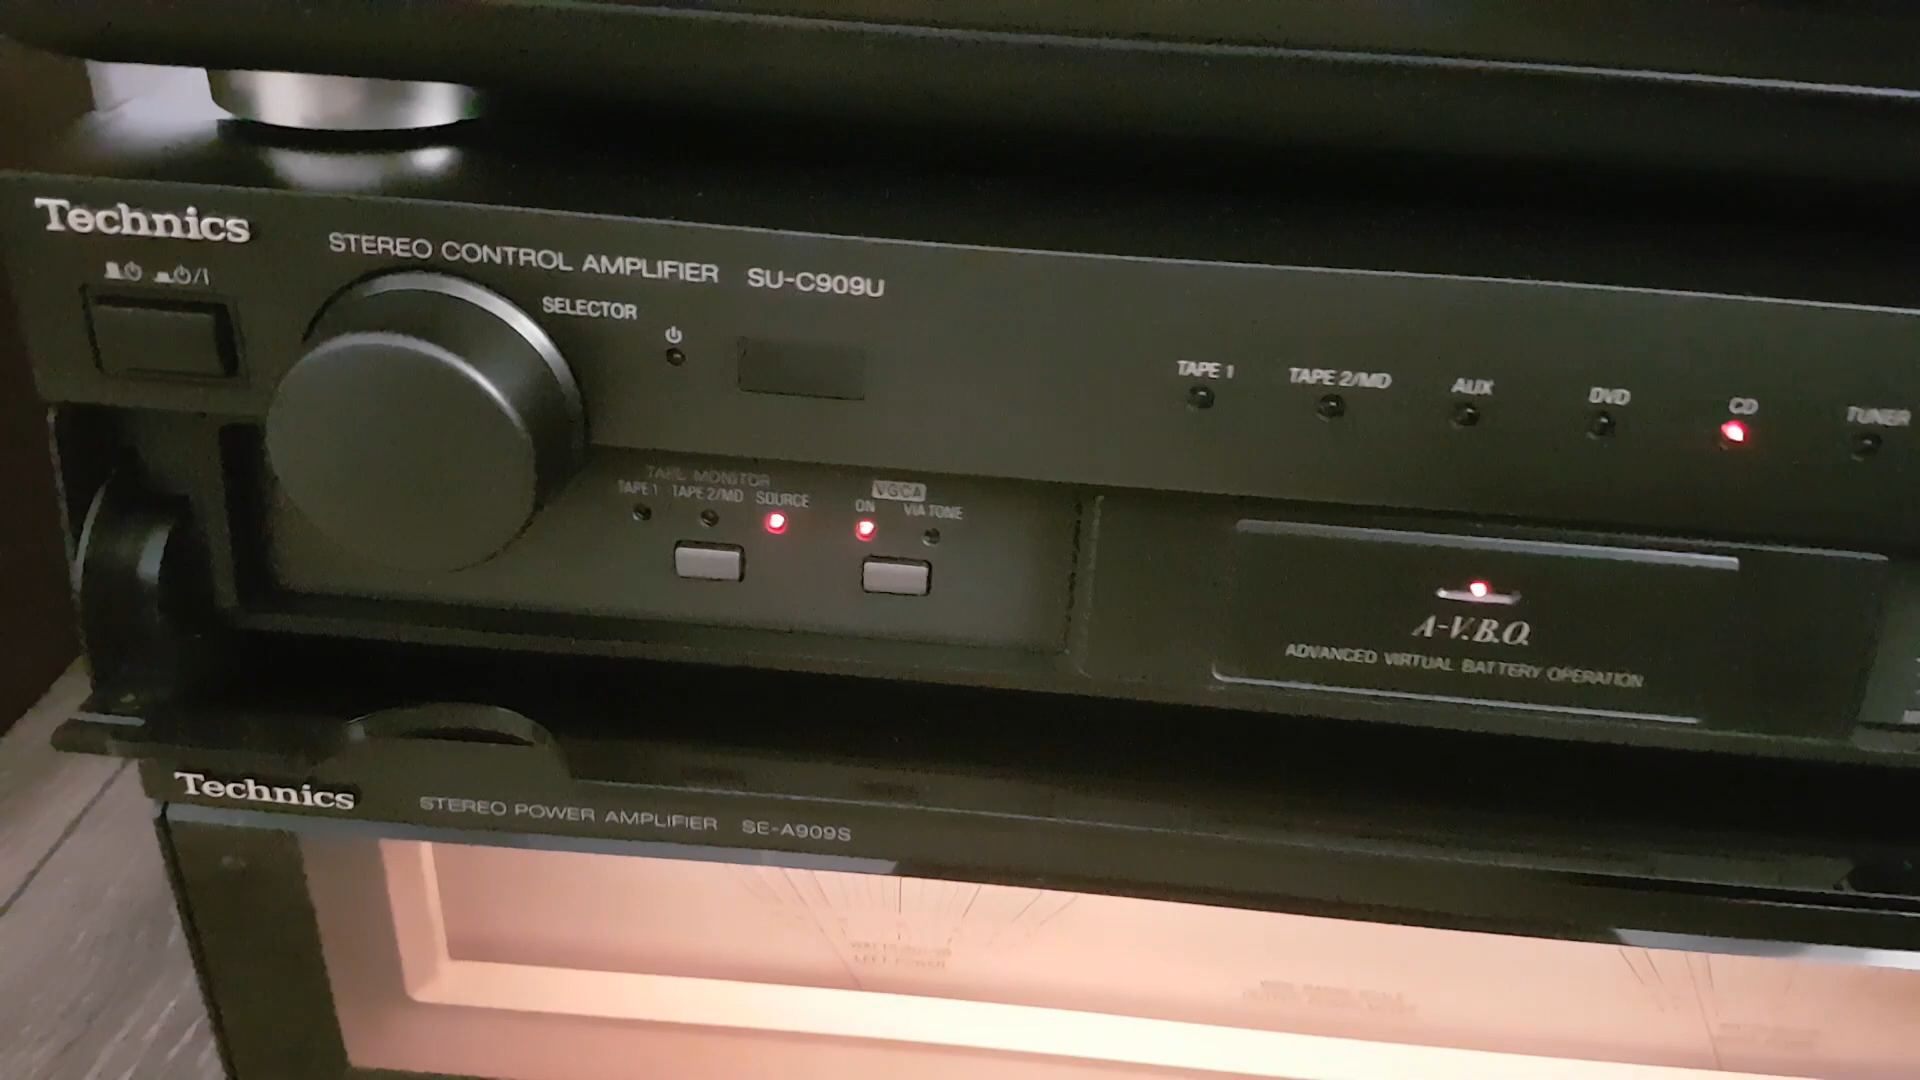 Technics
STEREO CONTROL AMPLIFIER SU-C909U
SELECTOR
TAPE 1 TAPE 2/MD AUX DVD CD TUNER
TAPE MONITOR
TAPE 1 TAPE 2/MD SOURCE
VGCA
ON VIA TONE
A-V.B.O.
ADVANCED VIRTUAL BATTERY OPERATION
Technics
STEREO POWER AMPLIFIER SE-A909S